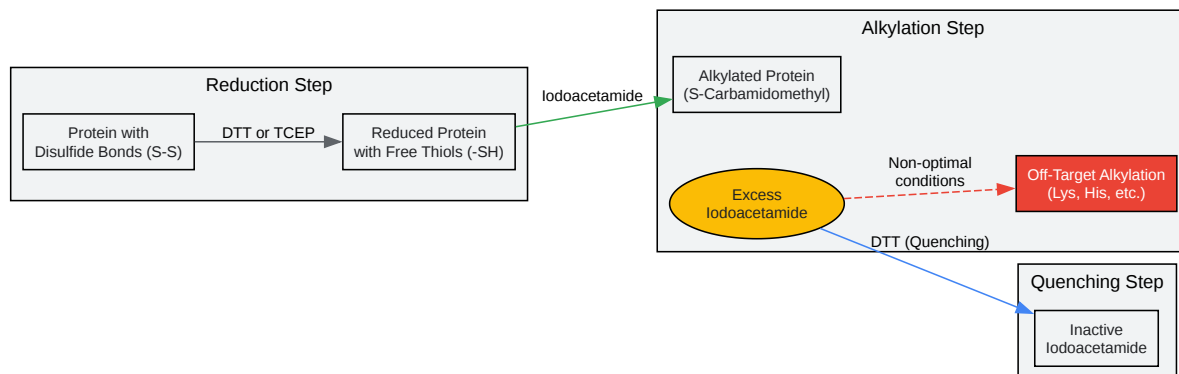 Reduction Step
Protein with
Disulfide Bonds (S-S)
DTT or TCEP
Reduced Protein
with Free Thiols (-SH)
Iodoacetamide
Alkylation Step
Alkylated Protein
(S-Carbamidomethyl)
Excess
Iodoacetamide
Non-optimal
conditions
Off-Target Alkylation
(Lys, His, etc.)
DTT (Quenching)
Quenching Step
Inactive
Iodoacetamide